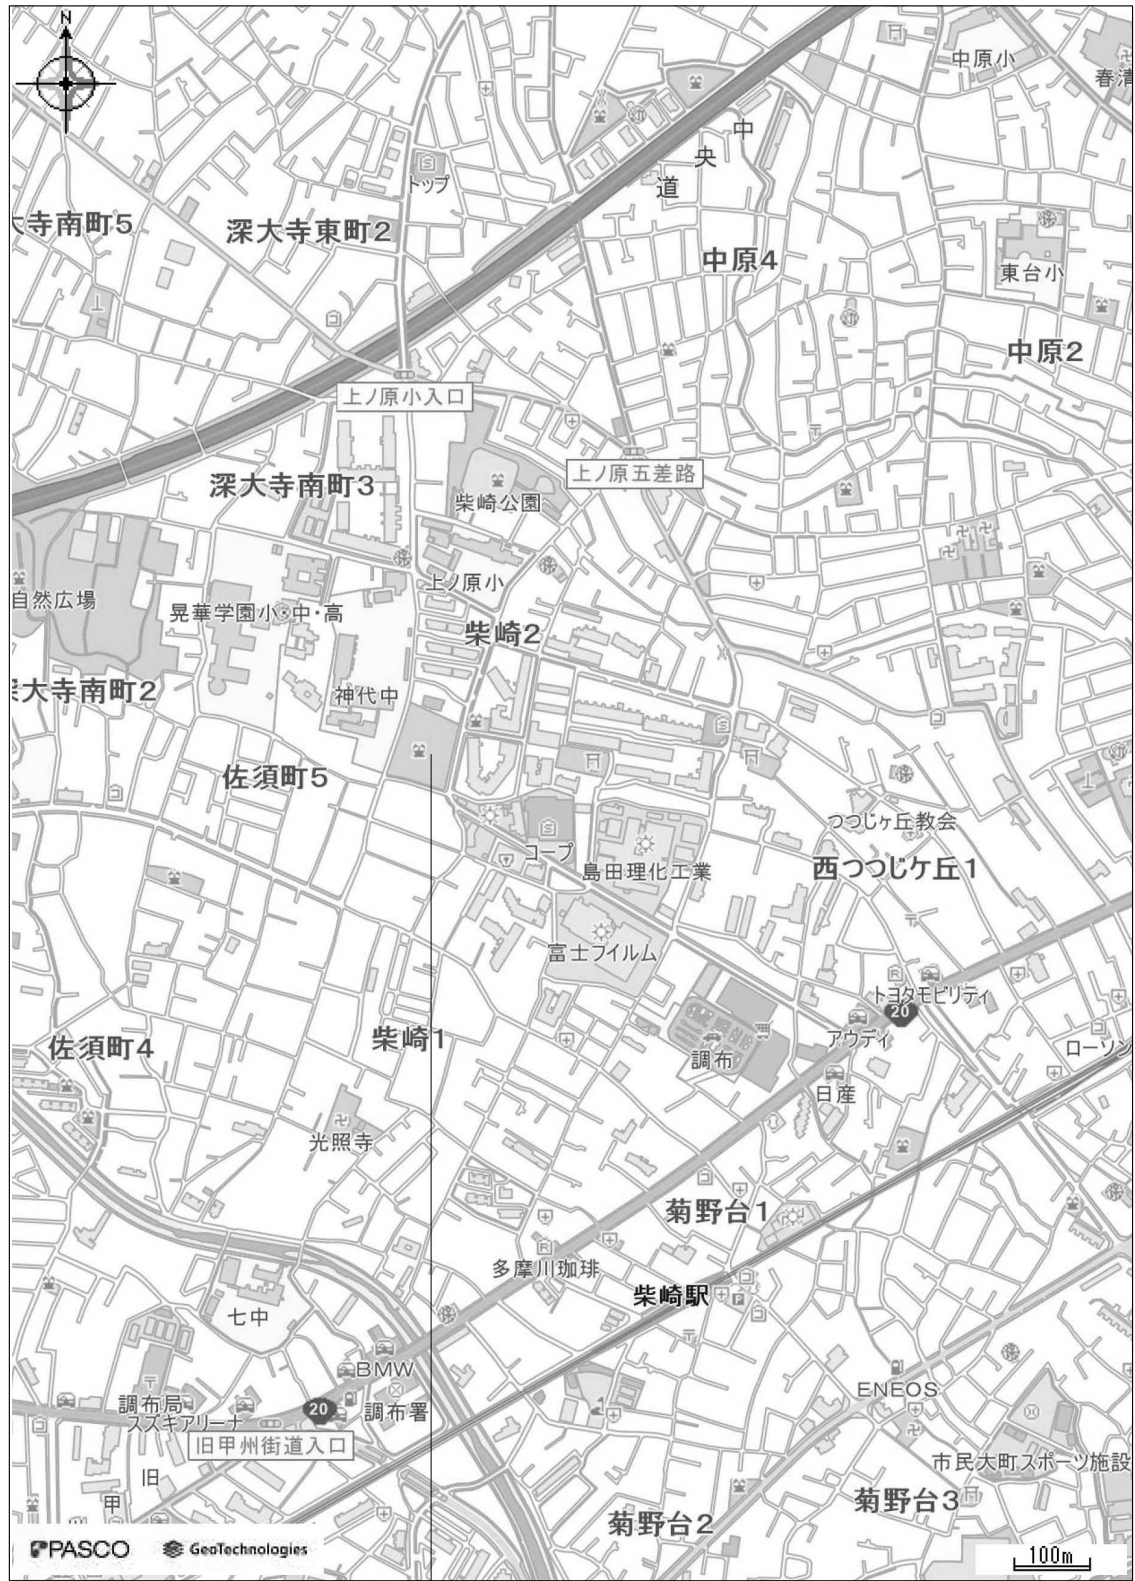 N
中原小
春清
中
央
道
トップ
大寺南町5
深大寺東町2
中原4
東台小
中原2
上ノ原小入口
上ノ原五差路
深大寺南町3
柴崎公園
上ノ原小
自然広場
晃華学園小・中・高
柴崎2
深大寺南町2
神代中
佐須町5
つつじヶ丘教会
コープ
島田理化工業
西つつじケ丘1
富士フイルム
トヨタモビリティ
20
アウディ
佐須町4
柴崎1
調布
ローソン
日産
光照寺
菊野台1
多摩川珈琲
柴崎駅
七中
BMW
ENEOS
調布局
スズキアリーナ
20
調布署
旧甲州街道入口
市民大町スポーツ施設
旧
甲
菊野台3
菊野台2
PASCO
GeoTechnologies
100m